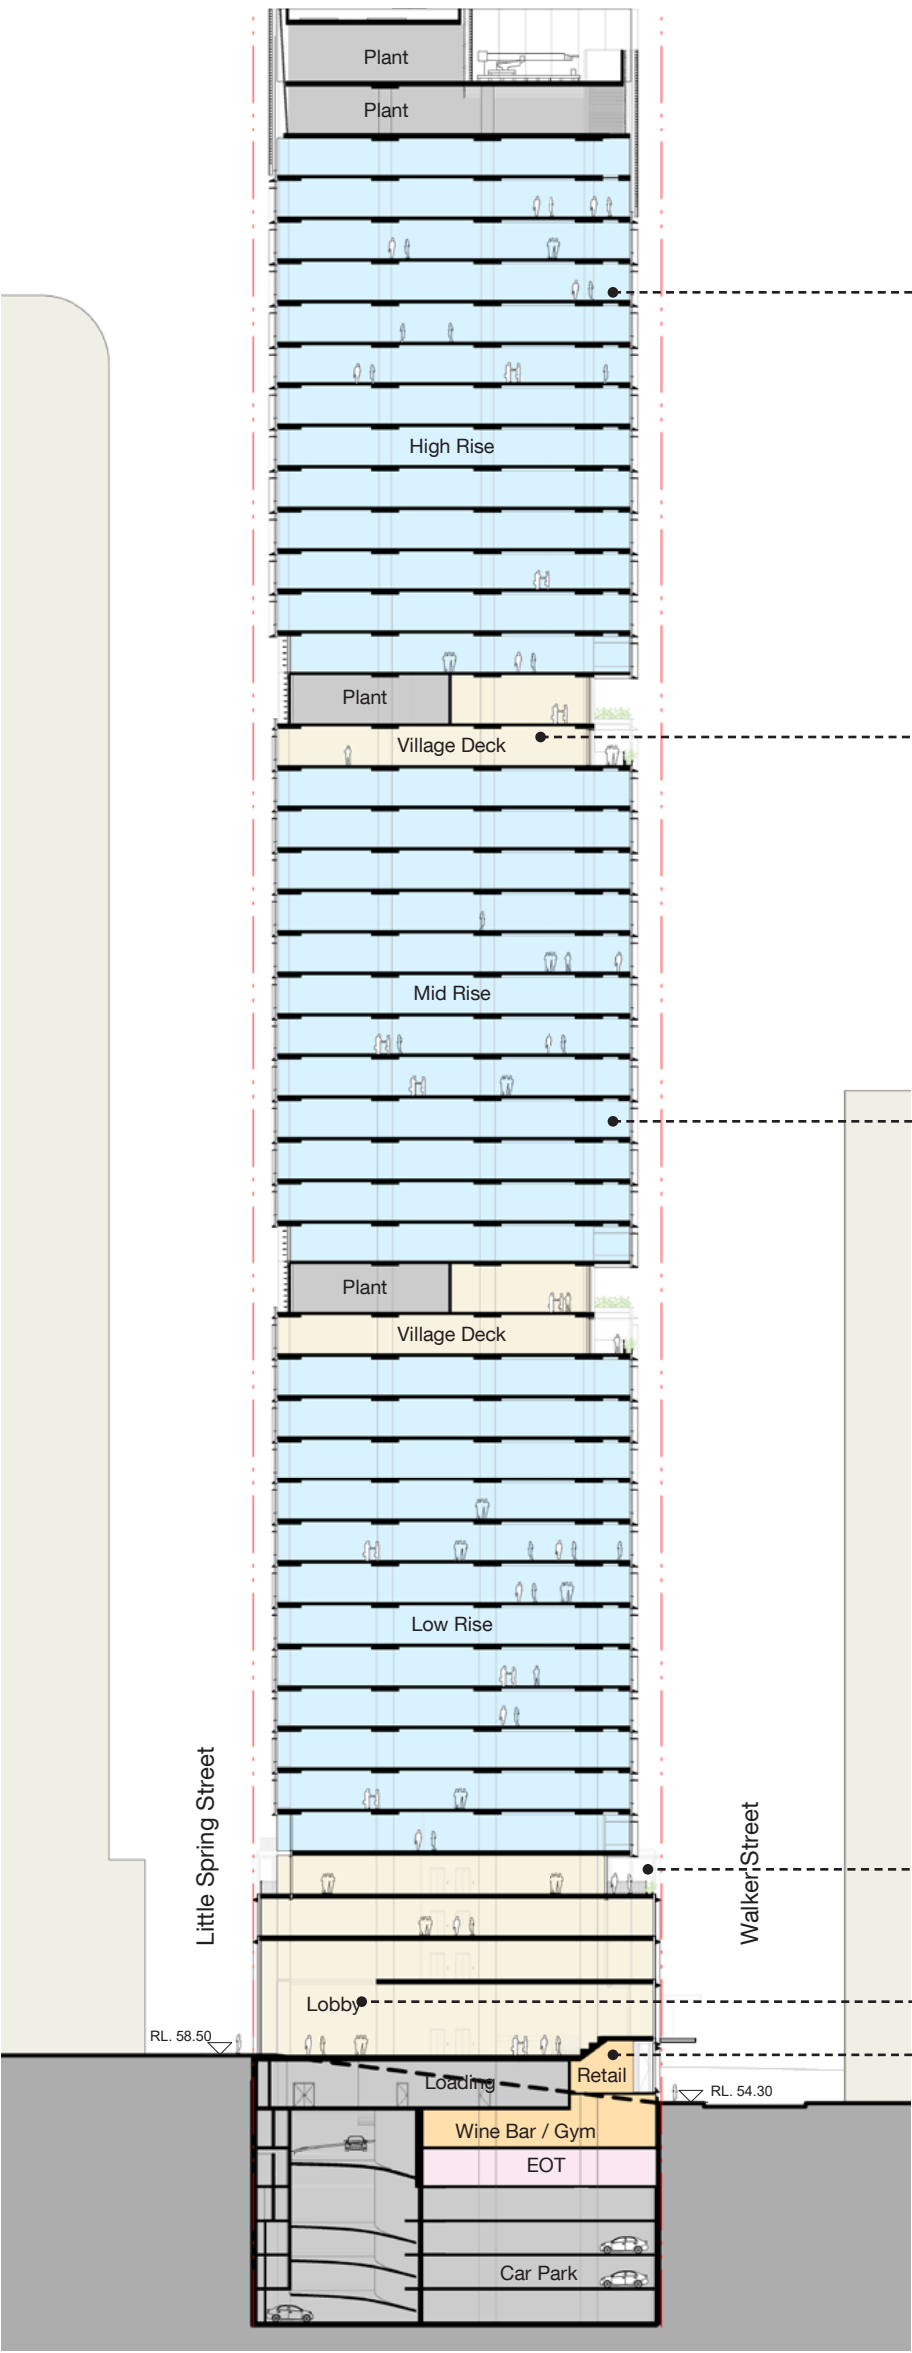 Plant
Plant
High Rise
Plant
Village Deck
Mid Rise
Plant
Village Deck
Low Rise
Little Spring Street
Walker Street
Lobby
RL. 58.50
Loading
Retail
RL. 54.30
Wine Bar / Gym
EOT
Car Park